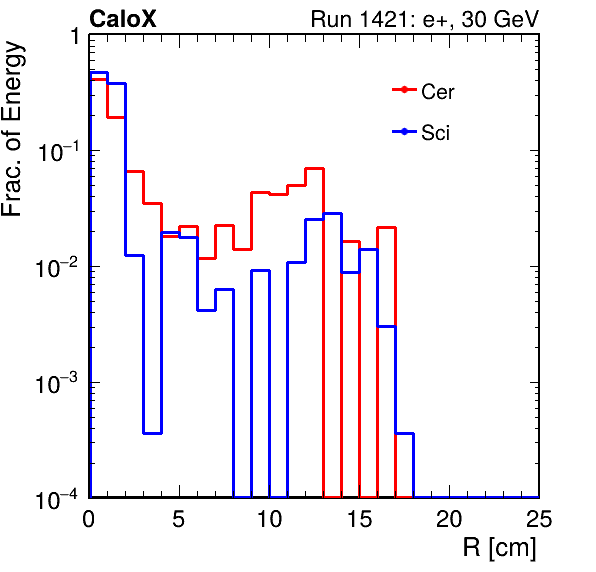 CaloX Run 1421: e+, 30 GeV
Frac. of Energy
1
10⁻¹
10⁻²
10⁻³
10⁻⁴
Cer
Sci
0 5 10 15 20 25
R [cm]